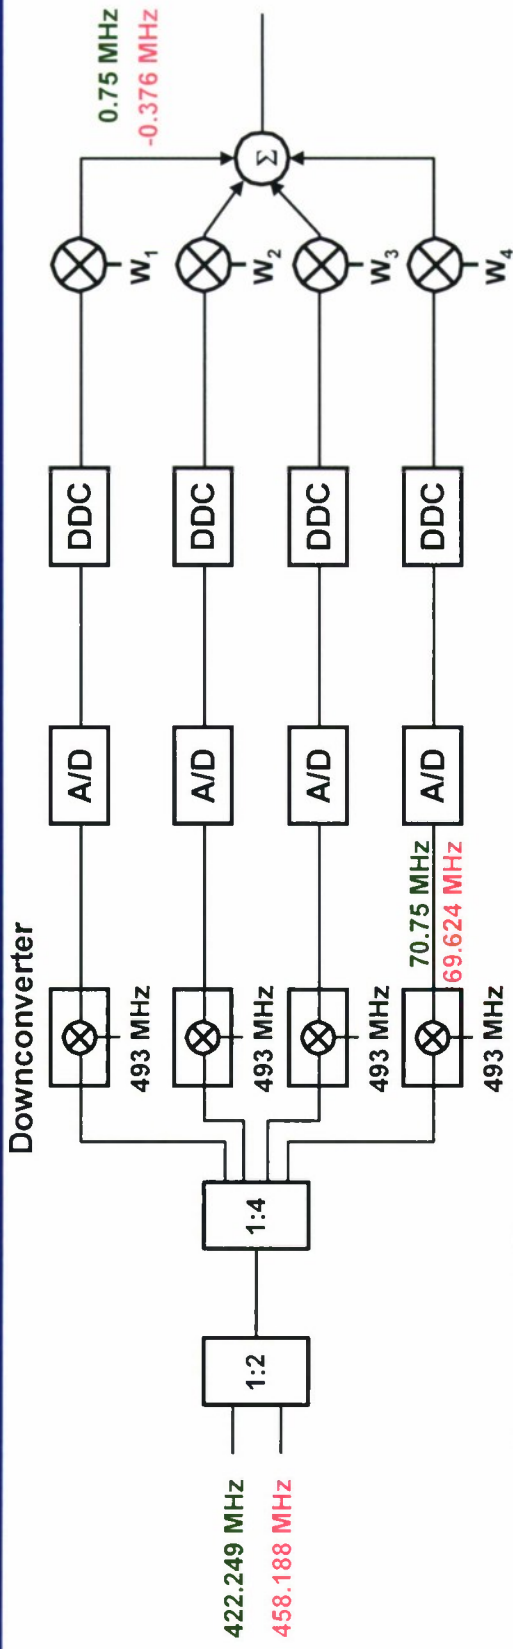 Downconverter
422.249 MHz
458.188 MHz
1:2
1:4
493 MHz
493 MHz
493 MHz
493 MHz
70.75 MHz
69.624 MHz
A/D
A/D
A/D
A/D
DDC
DDC
DDC
DDC
W1
W2
W3
W4
Σ
0.75 MHz
-0.376 MHz